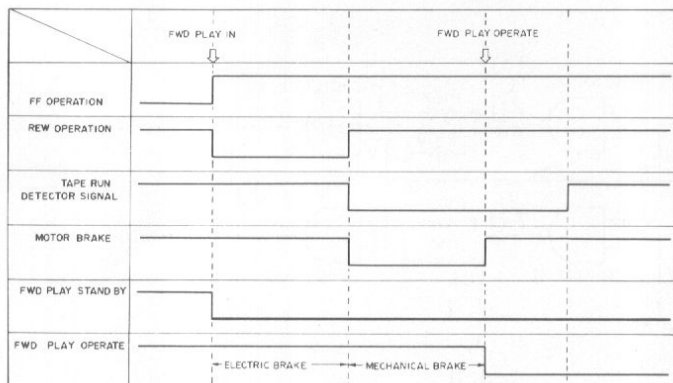 FWD PLAY IN
FWD PLAY OPERATE
FF OPERATION
REW OPERATION
TAPE RUN
DETECTOR SIGNAL
MOTOR BRAKE
FWD PLAY STAND BY
FWD PLAY OPERATE
ELECTRIC BRAKE
MECHANICAL BRAKE